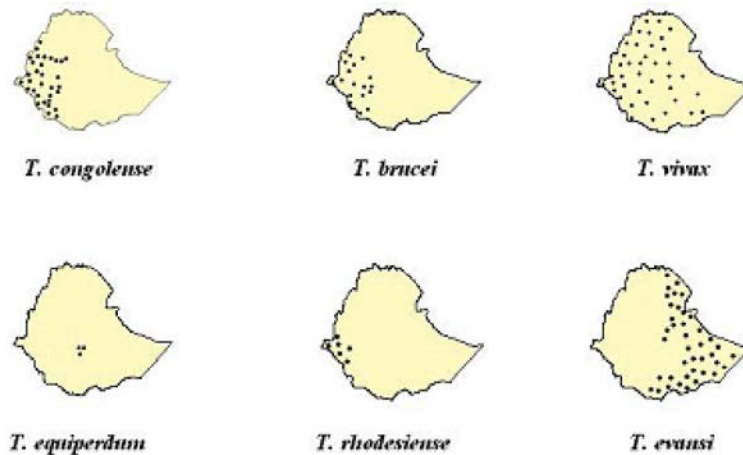 T. congolense
T. brucei
T. vivax
T. equiperdum
T. rhodesiense
T. evansi